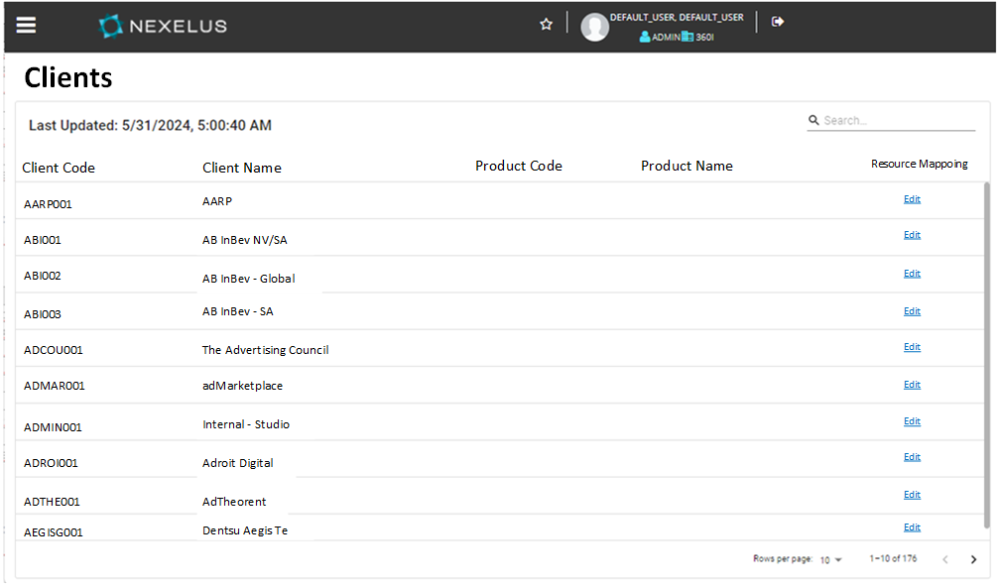 NEXELUS
DEFAULT_USER, DEFAULT_USER
ADMIN 360I
Clients
Last Updated: 5/31/2024, 5:00:40 AM
Search...
Client Code Client Name Product Code Product Name Resource Mappoing
AARP001 AARP Edit
ABI001 AB InBev NV/SA Edit
ABI002 AB InBev - Global Edit
ABI003 AB InBev - SA Edit
ADCOU001 The Advertising Council Edit
ADMAR001 adMarketplace Edit
ADMIN001 Internal - Studio Edit
ADROI001 Adroit Digital Edit
ADTHE001 AdTheorent Edit
AEGISG001 Dentsu Aegis Te Edit
Rows per page: 10 1–10 of 176